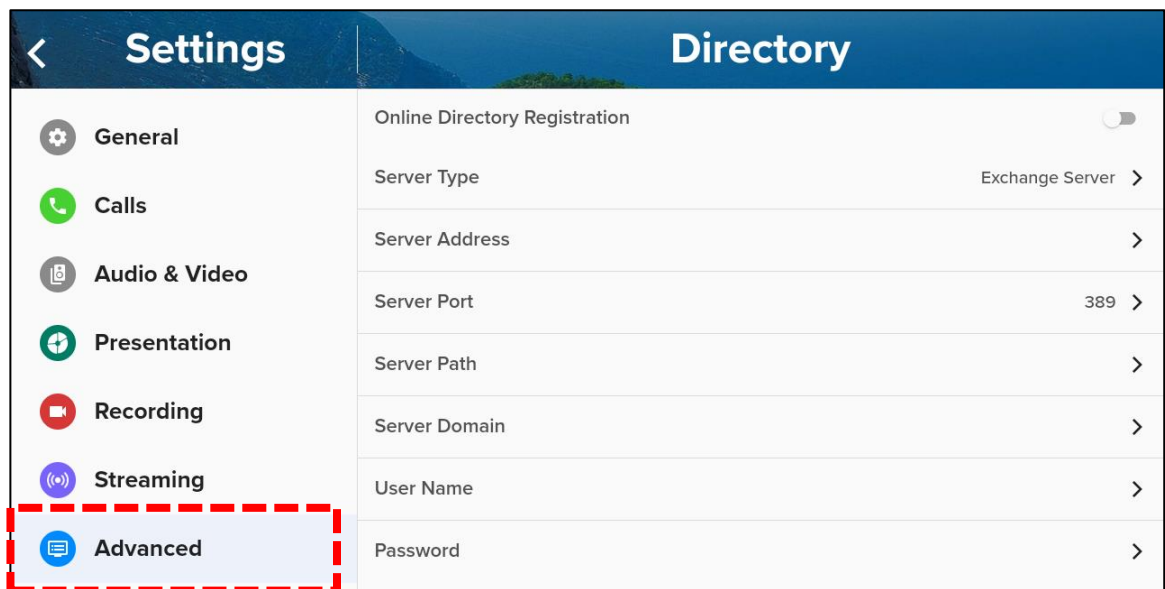 Settings
Directory
General
Calls
Audio & Video
Presentation
Recording
Streaming
Advanced
Online Directory Registration
Server Type Exchange Server
Server Address
Server Port 389
Server Path
Server Domain
User Name
Password